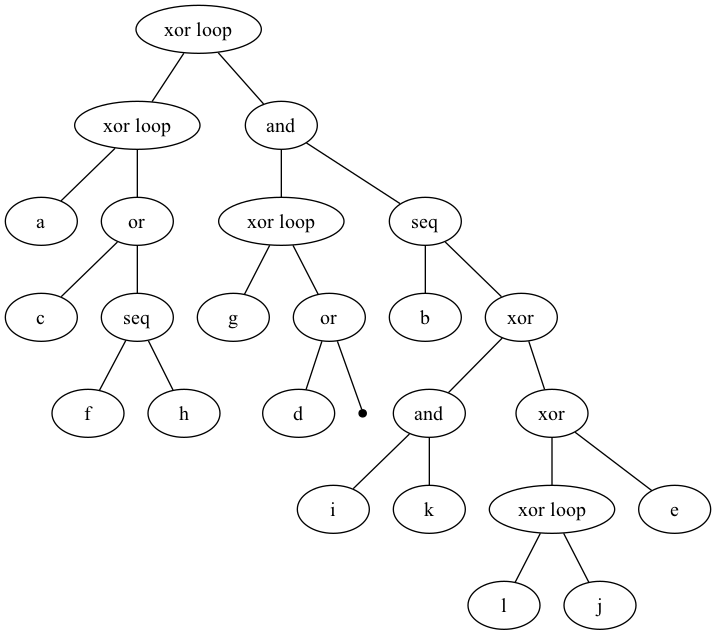 xor loop
xor loop
and
a
or
xor loop
seq
c
seq
g
or
b
xor
f
h
d
and
xor
i
k
xor loop
e
l
j